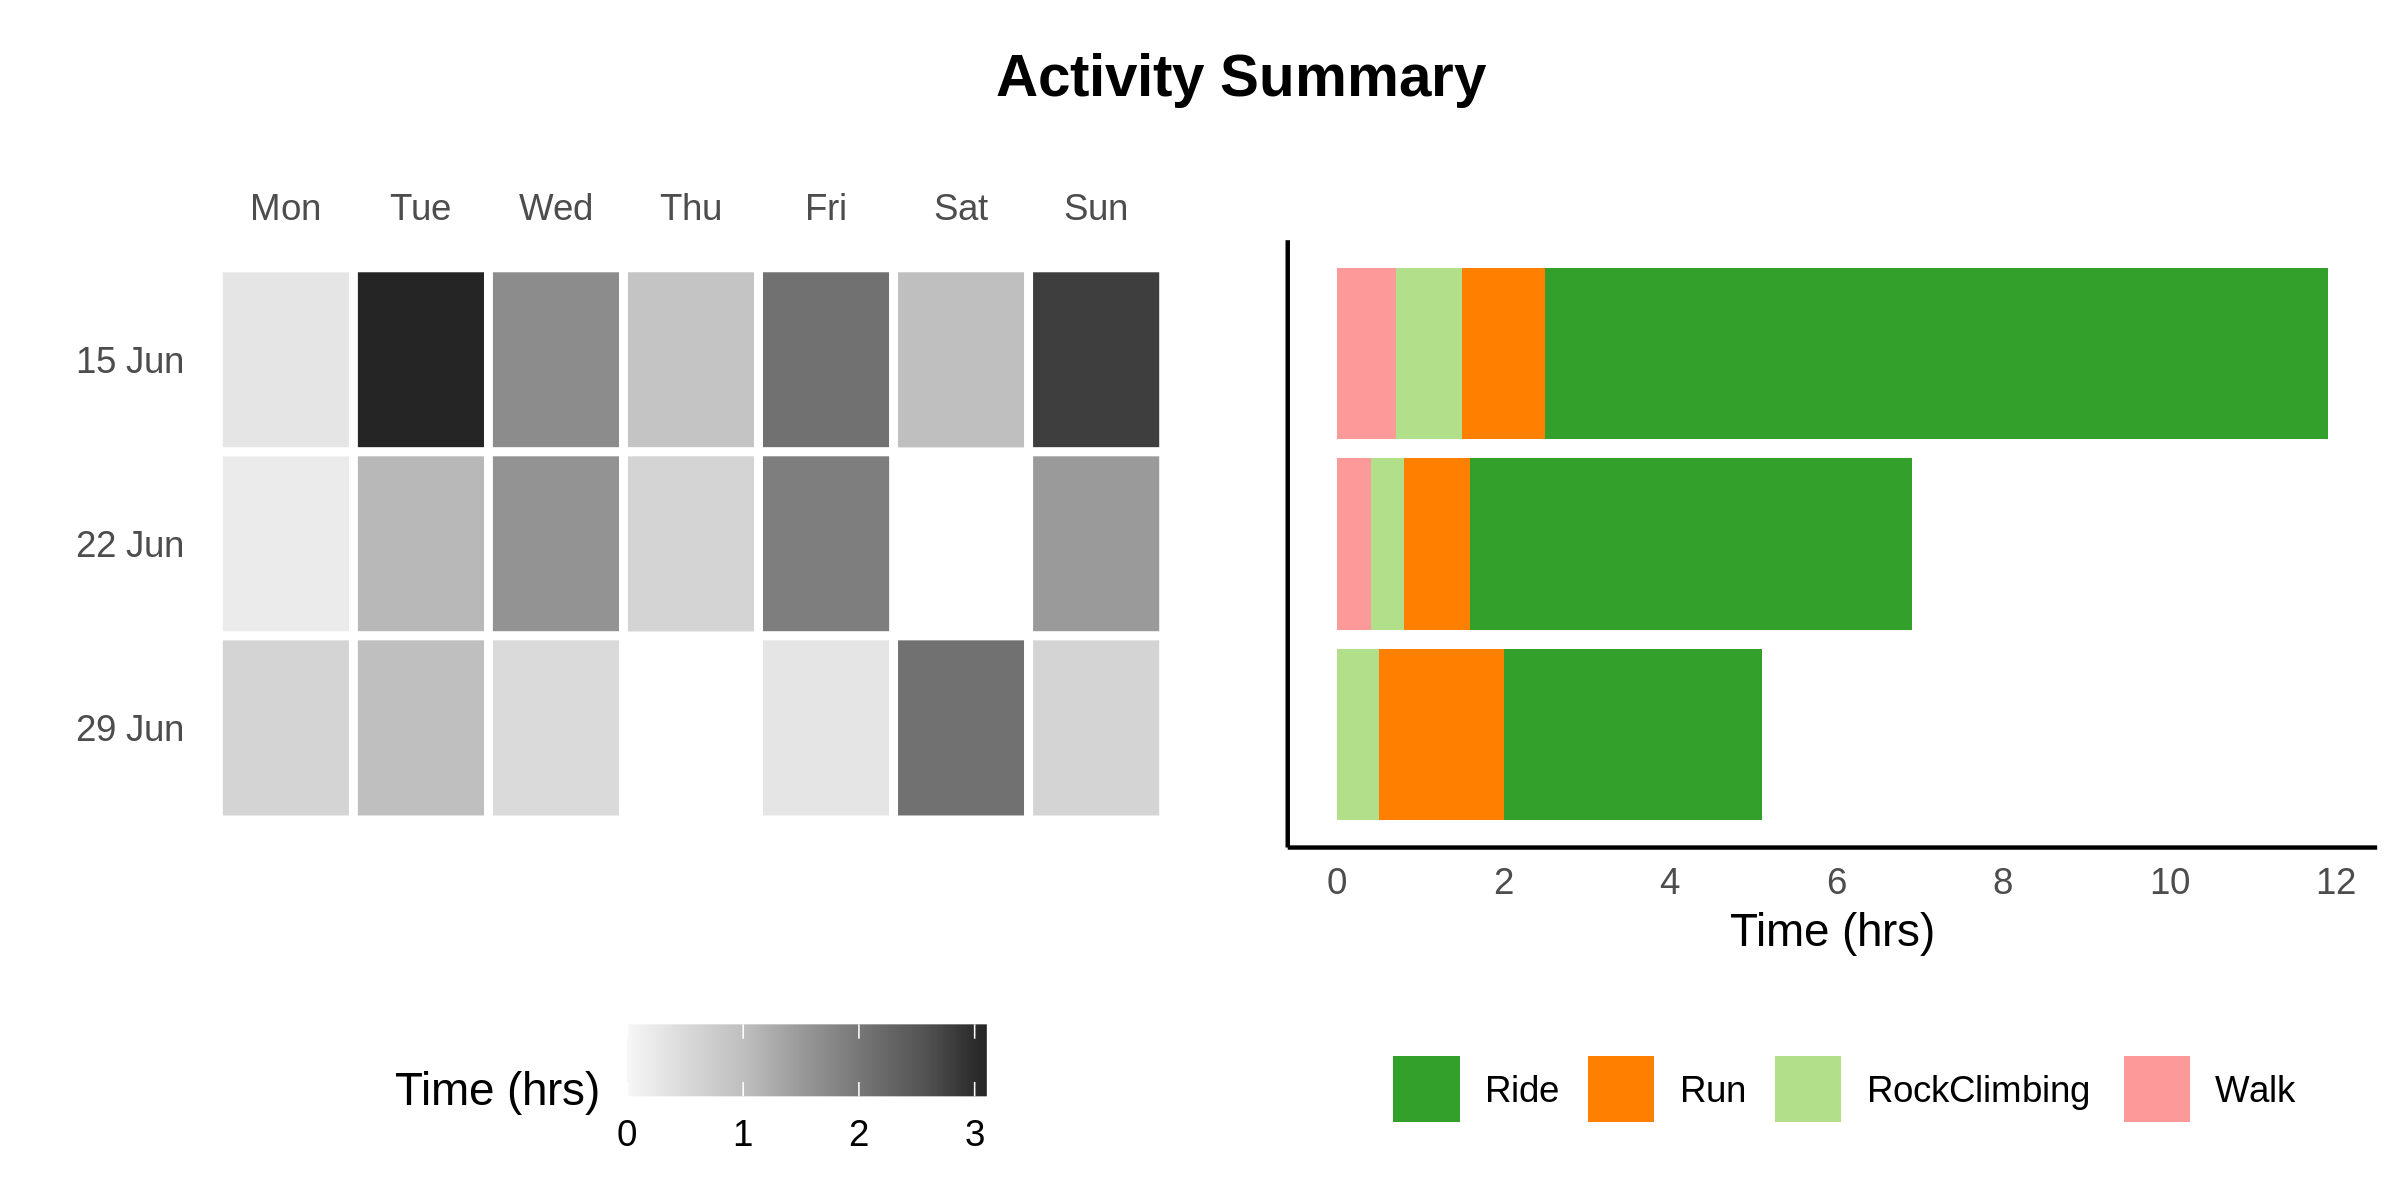 Activity Summary
Mon Tue Wed Thu Fri Sat Sun
15 Jun
22 Jun
29 Jun
0 2 4 6 8 10 12
Time (hrs)
Time (hrs)
0 1 2 3
Ride Run RockClimbing Walk